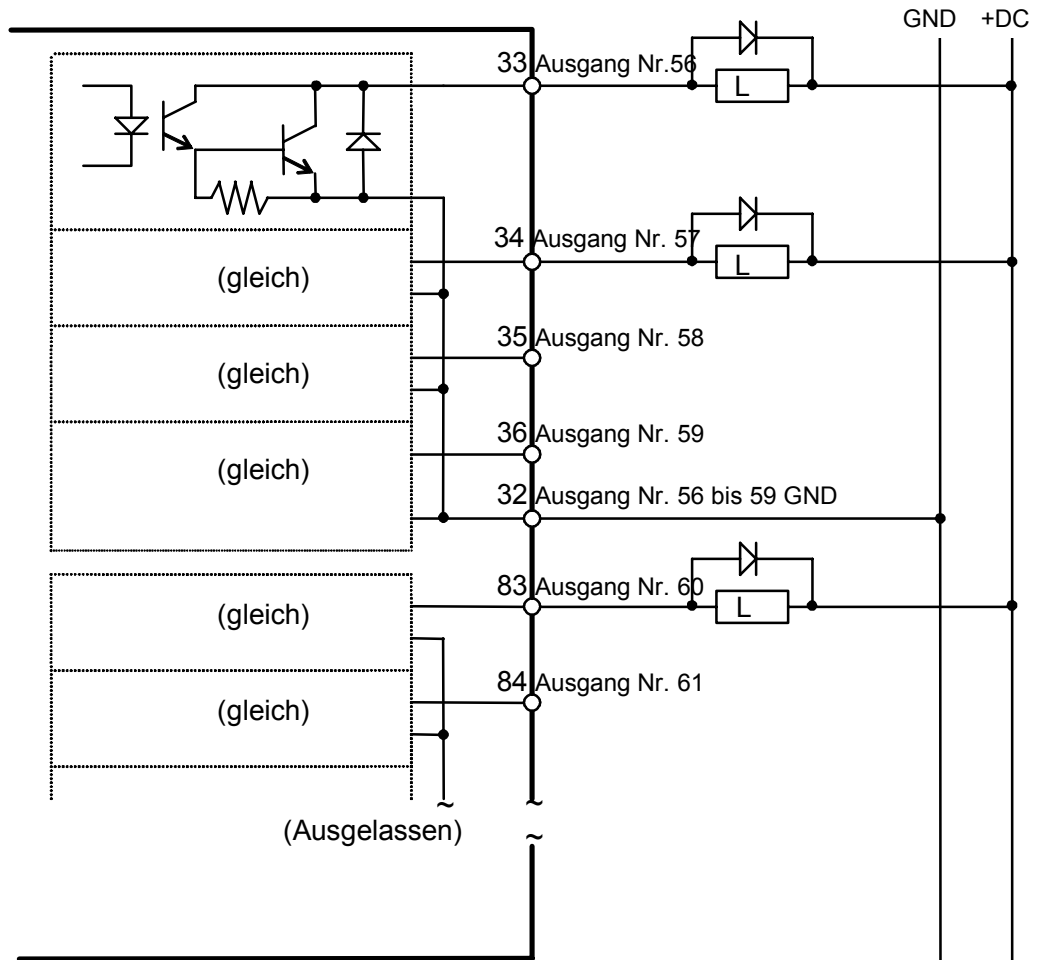 GND +DC
33 Ausgang Nr.56
L
34 Ausgang Nr. 57
L
(gleich)
35 Ausgang Nr. 58
(gleich)
36 Ausgang Nr. 59
(gleich)
32 Ausgang Nr. 56 bis 59 GND
83 Ausgang Nr. 60
L
(gleich)
84 Ausgang Nr. 61
(gleich)
~
~
(Ausgelassen)
~